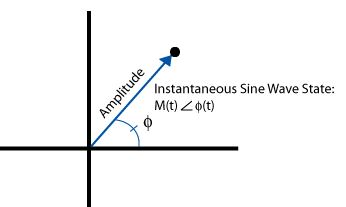 Amplitude
Instantaneous Sine Wave State:
M(t) ∠ ϕ(t)
ϕ